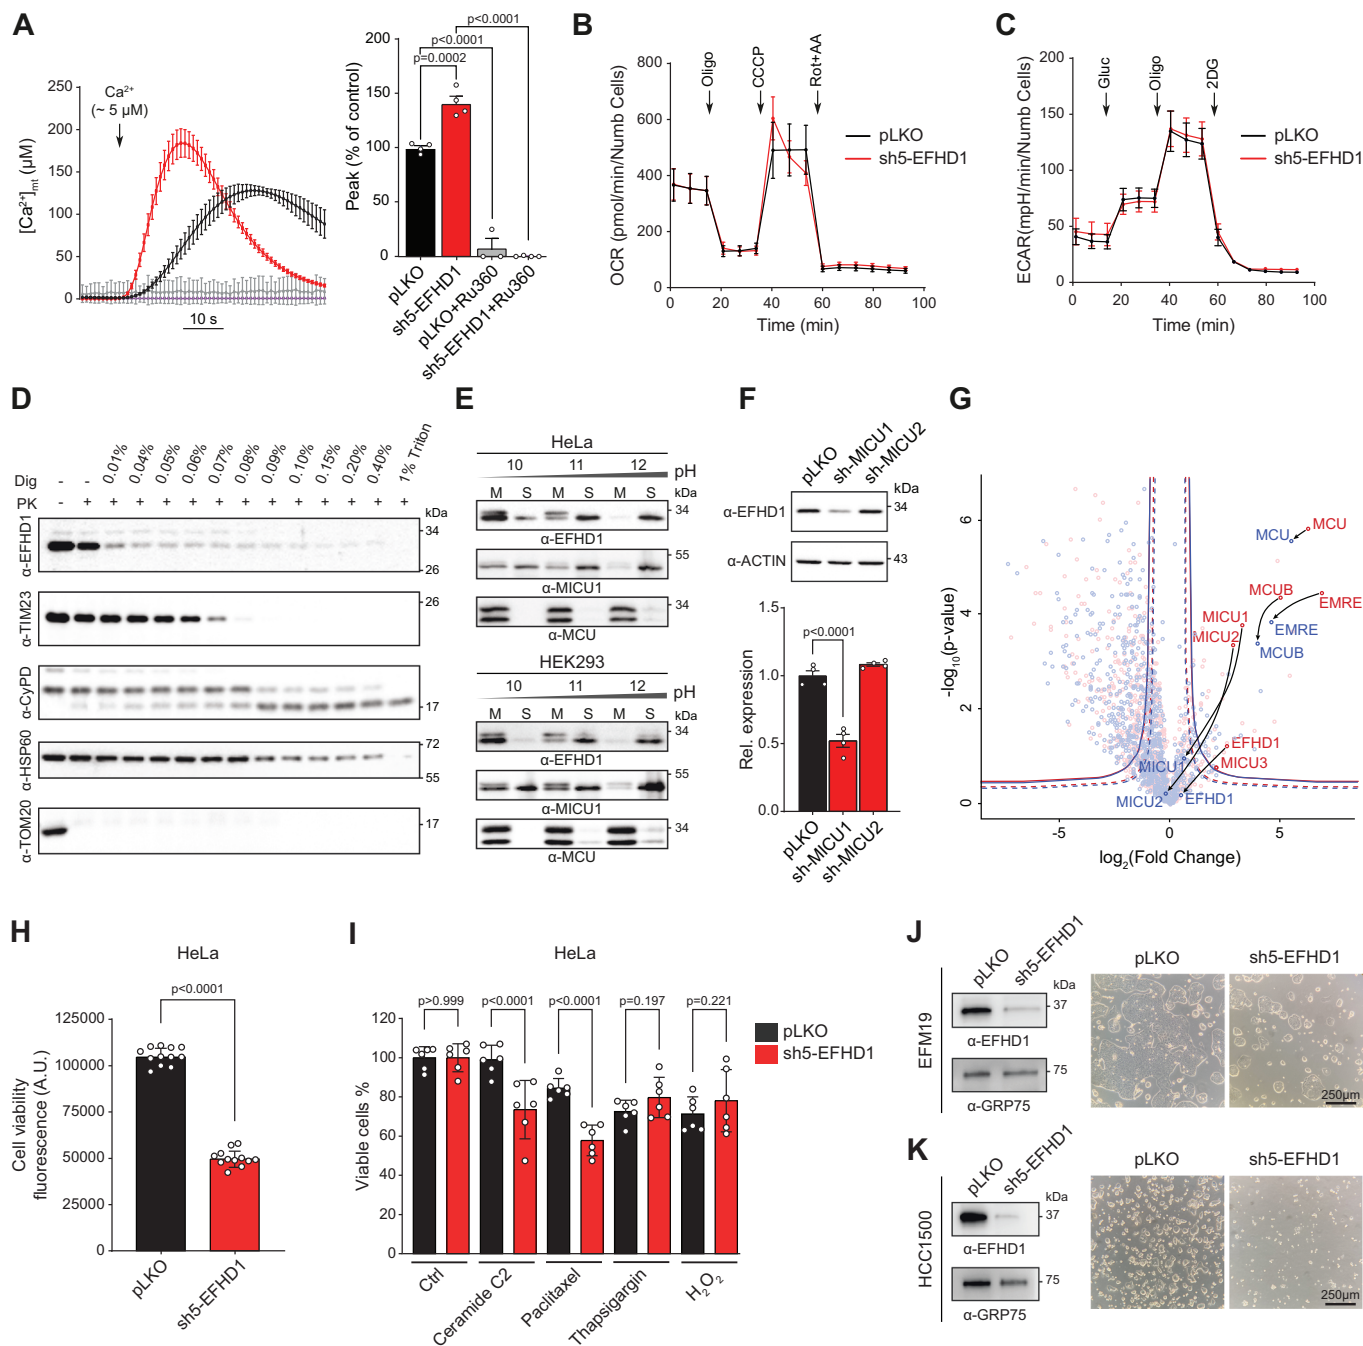 A
Ca²⁺
(~ 5 µM)
[Ca²⁺]mt (µM)
250
200
150
100
50
0
10 s
p<0.0001
p<0.0001
p=0.0002
Peak (% of control)
200
150
100
50
0
pLKO
sh5-EFHD1
pLKO+Ru360
sh5-EFHD1+Ru360
B
Oligo
CCCP
Rot+AA
OCR (pmol/min/Numb Cells)
800
600
400
200
0
0 20 40 60 80 100
Time (min)
pLKO
sh5-EFHD1
C
Gluc
Oligo
2DG
ECAR(mpH/min/Numb Cells)
200
150
100
50
0
0 20 40 60 80 100
Time (min)
pLKO
sh5-EFHD1
D
Dig - - 0.01% 0.04% 0.05% 0.06% 0.07% 0.08% 0.09% 0.10% 0.15% 0.20% 0.40% 1% Triton
PK - + + + + + + + + + + + + +
kDa
α-EFHD1
34
26
α-TIM23
26
α-CyPD
17
α-HSP60
72
55
α-TOM20
17
E
HeLa
10 11 12 pH
M S M S M S kDa
34
α-EFHD1
55
α-MICU1
34
α-MCU
HEK293
10 11 12 pH
M S M S M S kDa
34
α-EFHD1
55
α-MICU1
34
α-MCU
F
pLKO
sh-MICU1
sh-MICU2
kDa
α-EFHD1
34
α-ACTIN
43
p<0.0001
Rel. expression
1.5
1.0
0.5
0.0
pLKO
sh-MICU1
sh-MICU2
G
-log10(p-value)
6
4
2
0
MCU
MCU
MCUB
EMRE
MICU1
MICU2
EMRE
MCUB
EFHD1
MICU3
MICU1
MICU2
EFHD1
-5 0 5
log2(Fold Change)
H
HeLa
p<0.0001
Cell viability
fluorescence (A.U.)
125000
100000
75000
50000
25000
0
pLKO
sh5-EFHD1
I
HeLa
p>0.999 p<0.0001 p<0.0001 p=0.197 p=0.221
Viable cells %
120
100
80
60
40
20
0
pLKO
sh5-EFHD1
Ctrl
Ceramide C2
Paclitaxel
Thapsigargin
H₂O₂
J
EFM19
pLKO
sh5-EFHD1
kDa
37
α-EFHD1
75
α-GRP75
pLKO
sh5-EFHD1
250µm
K
HCC1500
pLKO
sh5-EFHD1
kDa
37
α-EFHD1
75
α-GRP75
pLKO
sh5-EFHD1
250µm